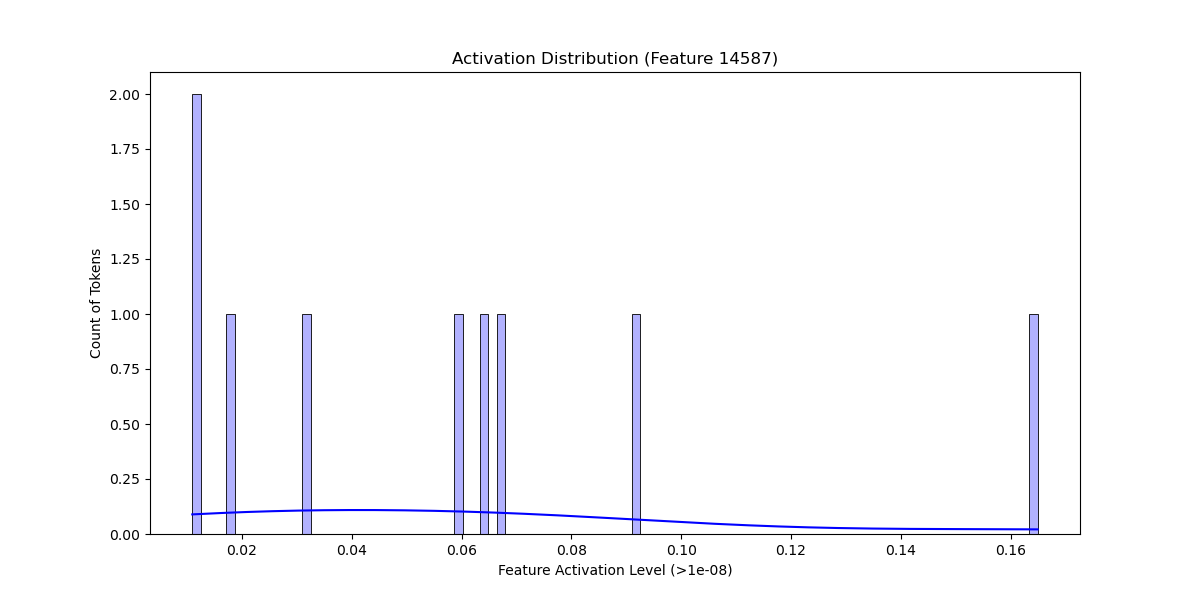 Activation Distribution (Feature 14587)
2.00
1.75
1.50
1.25
1.00
0.75
0.50
0.25
0.00
Count of Tokens
0.02 0.04 0.06 0.08 0.10 0.12 0.14 0.16
Feature Activation Level (>1e-08)